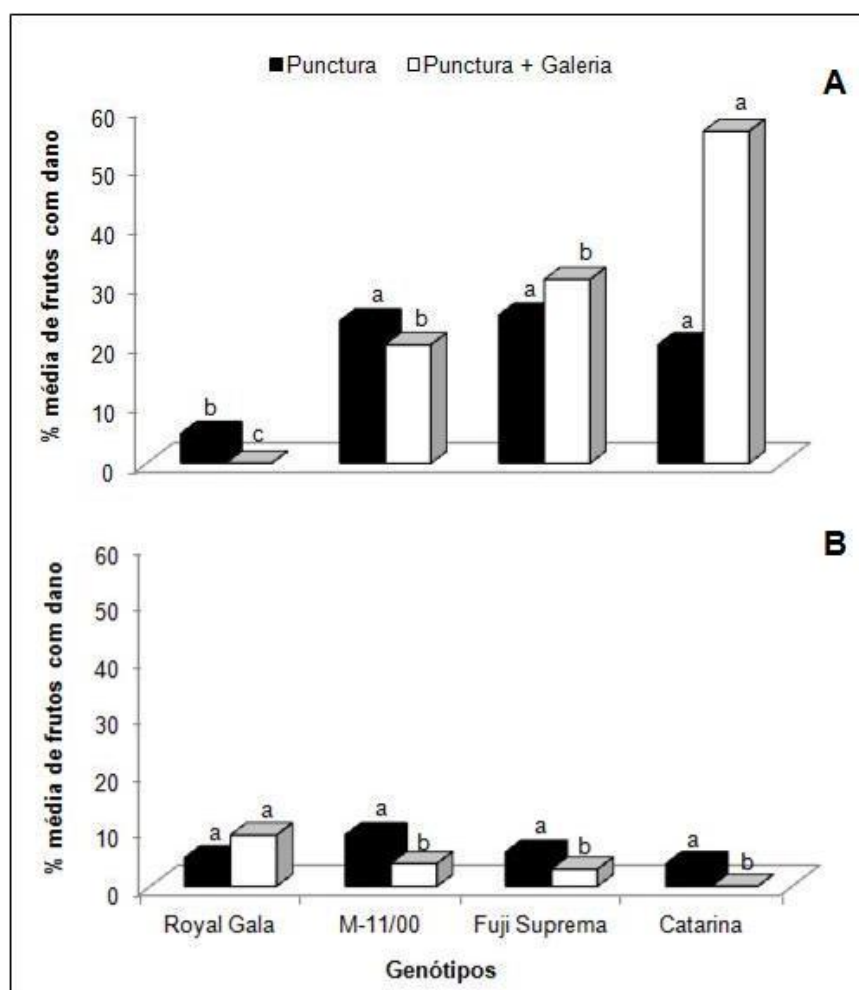 Punctura Punctura + Galeria
A
% média de frutos com dano
60
50
40
30
20
10
0
b c a b a b a a
B
% média de frutos com dano
60
50
40
30
20
10
0
a a a b a b a b
Royal Gala M-11/00 Fuji Suprema Catarina
Genótipos